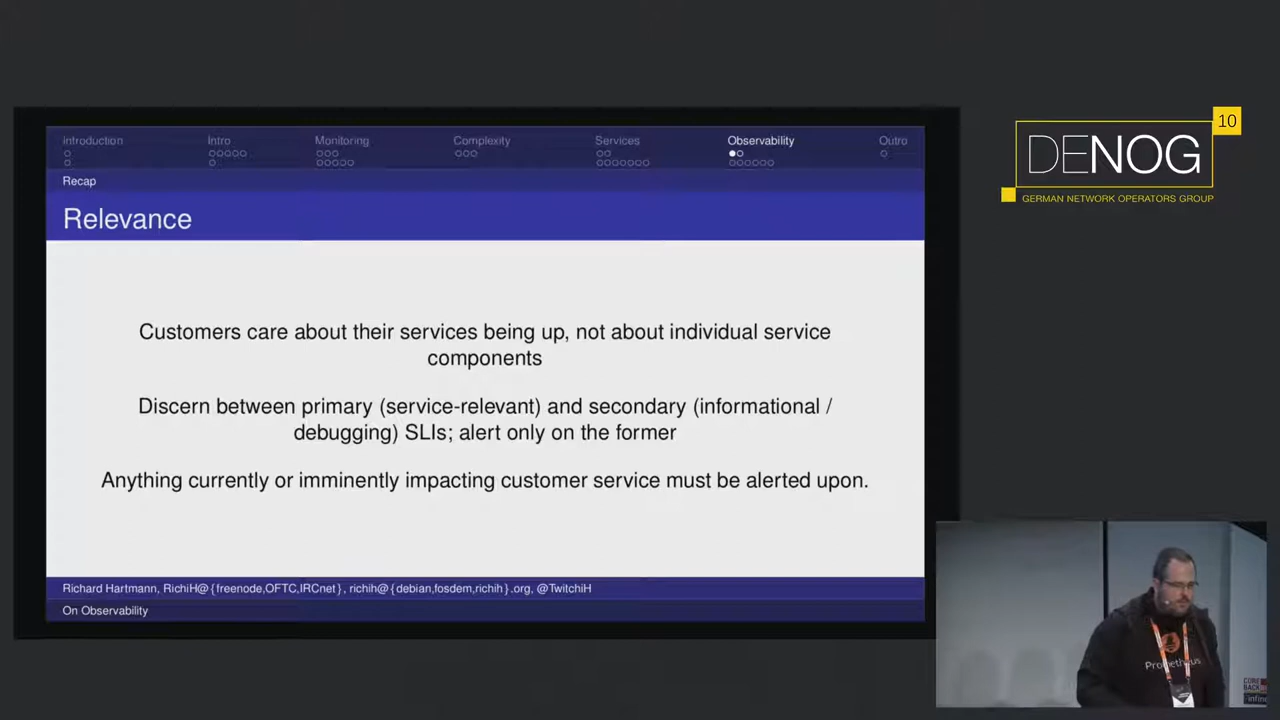 Introduction Intro Monitoring Complexity Services Observability Outro
Recap
Relevance
Customers care about their services being up, not about individual service
components
Discern between primary (service-relevant) and secondary (informational /
debugging) SLIs; alert only on the former
Anything currently or imminently impacting customer service must be alerted upon.
Richard Hartmann, RichiH@{freenode,OFTC,IRCnet}, richih@{debian,fosdem,richih}.org, @TwitchiH
On Observability
10
DENOG
GERMAN NETWORK OPERATORS GROUP
Prometheus